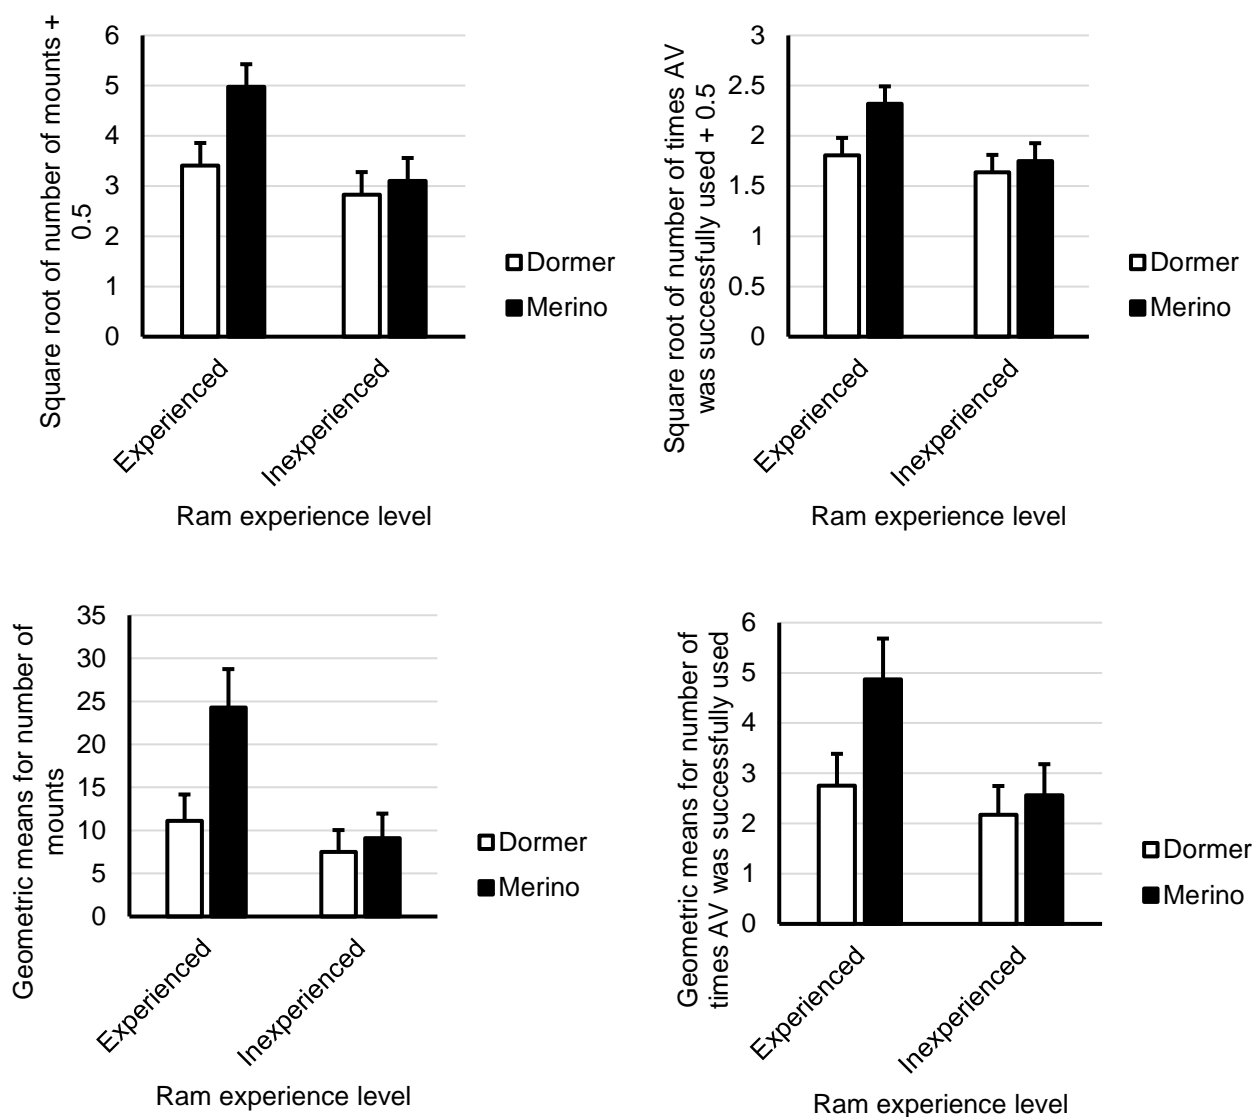 Square root of number of mounts +
0.5
6
5
4
3
2
1
0
Experienced
Inexperienced
Ram experience level
Dormer
Merino
Square root of number of times AV
was successfully used + 0.5
3
2.5
2
1.5
1
0.5
0
Experienced
Inexperienced
Ram experience level
Dormer
Merino
Geometric means for number of
mounts
35
30
25
20
15
10
5
0
Experienced
Inexperienced
Ram experience level
Dormer
Merino
Geometric means for number of
times AV was successfully used
6
5
4
3
2
1
0
Experienced
Inexperienced
Ram experience level
Dormer
Merino